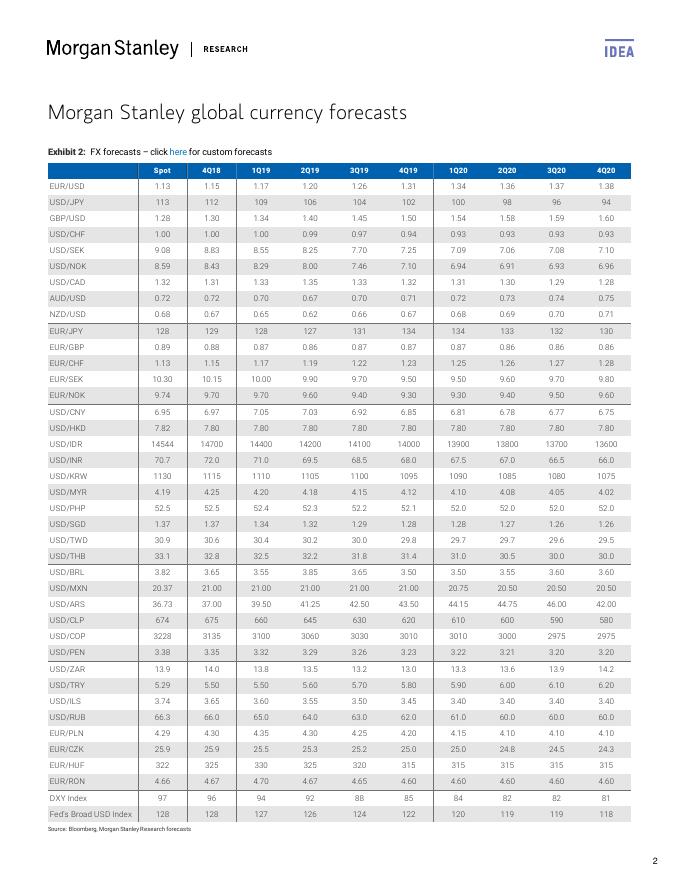 Morgan Stanley | RESEARCH
IDEA
Morgan Stanley global currency forecasts
Exhibit 2: FX forecasts – click here for custom forecasts
Spot 4Q18 1Q19 2Q19 3Q19 4Q19 1Q20 2Q20 3Q20 4Q20
EUR/USD 1.13 1.15 1.17 1.20 1.26 1.31 1.34 1.36 1.37 1.38
USD/JPY 113 112 109 106 104 102 100 98 96 94
GBP/USD 1.28 1.30 1.34 1.40 1.45 1.50 1.54 1.58 1.59 1.60
USD/CHF 1.00 1.00 1.00 0.99 0.97 0.94 0.93 0.93 0.93 0.93
USD/SEK 9.08 8.83 8.55 8.25 7.70 7.25 7.09 7.06 7.08 7.10
USD/NOK 8.59 8.43 8.29 8.00 7.46 7.10 6.94 6.91 6.93 6.96
USD/CAD 1.32 1.31 1.33 1.35 1.33 1.32 1.31 1.30 1.29 1.28
AUD/USD 0.72 0.72 0.70 0.67 0.70 0.71 0.72 0.73 0.74 0.75
NZD/USD 0.68 0.67 0.65 0.62 0.66 0.67 0.68 0.69 0.70 0.71
EUR/JPY 128 129 128 127 131 134 134 133 132 130
EUR/GBP 0.89 0.88 0.87 0.86 0.87 0.87 0.87 0.86 0.86 0.86
EUR/CHF 1.13 1.15 1.17 1.19 1.22 1.23 1.25 1.26 1.27 1.28
EUR/SEK 10.30 10.15 10.00 9.90 9.70 9.50 9.50 9.60 9.70 9.80
EUR/NOK 9.74 9.70 9.70 9.60 9.40 9.30 9.30 9.40 9.50 9.60
USD/CNY 6.95 6.97 7.05 7.03 6.92 6.85 6.81 6.78 6.77 6.75
USD/HKD 7.82 7.80 7.80 7.80 7.80 7.80 7.80 7.80 7.80 7.80
USD/IDR 14544 14700 14400 14200 14100 14000 13900 13800 13700 13600
USD/INR 70.7 72.0 71.0 69.5 68.5 68.0 67.5 67.0 66.5 66.0
USD/KRW 1130 1115 1110 1105 1100 1095 1090 1085 1080 1075
USD/MYR 4.19 4.25 4.20 4.18 4.15 4.12 4.10 4.08 4.05 4.02
USD/PHP 52.5 52.5 52.4 52.3 52.2 52.1 52.0 52.0 52.0 52.0
USD/SGD 1.37 1.37 1.34 1.32 1.29 1.28 1.28 1.27 1.26 1.26
USD/TWD 30.9 30.6 30.4 30.2 30.0 29.8 29.7 29.7 29.6 29.5
USD/THB 33.1 32.8 32.5 32.2 31.8 31.4 31.0 30.5 30.0 30.0
USD/BRL 3.82 3.65 3.55 3.85 3.65 3.50 3.50 3.55 3.60 3.60
USD/MXN 20.37 21.00 21.00 21.00 21.00 21.00 20.75 20.50 20.50 20.50
USD/ARS 36.73 37.00 39.50 41.25 42.50 43.50 44.15 44.75 46.00 42.00
USD/CLP 674 675 660 645 630 620 610 600 590 580
USD/COP 3228 3135 3100 3060 3030 3010 3010 3000 2975 2975
USD/PEN 3.38 3.35 3.32 3.29 3.26 3.23 3.22 3.21 3.20 3.20
USD/ZAR 13.9 14.0 13.8 13.5 13.2 13.0 13.3 13.6 13.9 14.2
USD/TRY 5.29 5.50 5.50 5.60 5.70 5.80 5.90 6.00 6.10 6.20
USD/ILS 3.74 3.65 3.60 3.55 3.50 3.45 3.40 3.40 3.40 3.40
USD/RUB 66.3 66.0 65.0 64.0 63.0 62.0 61.0 60.0 60.0 60.0
EUR/PLN 4.29 4.30 4.35 4.30 4.25 4.20 4.15 4.10 4.10 4.10
EUR/CZK 25.9 25.9 25.5 25.3 25.2 25.0 25.0 24.8 24.5 24.3
EUR/HUF 322 325 330 325 320 315 315 315 315 315
EUR/RON 4.66 4.67 4.70 4.67 4.65 4.60 4.60 4.60 4.60 4.60
DXY Index 97 96 94 92 88 85 84 82 82 81
Fed's Broad USD Index 128 128 127 126 124 122 120 119 119 118
Source: Bloomberg, Morgan Stanley Research forecasts
2